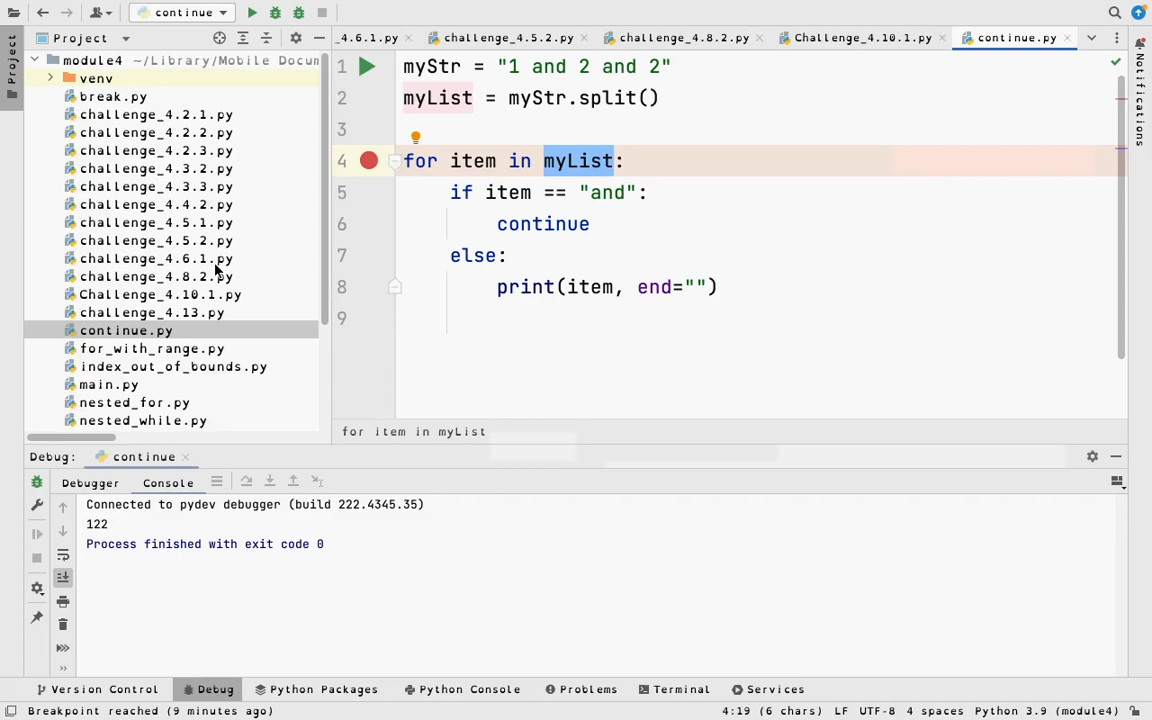 continue
Project
_4.6.1.py
challenge_4.5.2.py
challenge_4.8.2.py
Challenge_4.10.1.py
continue.py
Project
module4 ~/Library/Mobile Docum
venv
break.py
challenge_4.2.1.py
challenge_4.2.2.py
challenge_4.2.3.py
challenge_4.3.2.py
challenge_4.3.3.py
challenge_4.4.2.py
challenge_4.5.1.py
challenge_4.5.2.py
challenge_4.6.1.py
challenge_4.8.2.py
Challenge_4.10.1.py
challenge_4.13.py
continue.py
for_with_range.py
index_out_of_bounds.py
main.py
nested_for.py
nested_while.py
1 myStr = "1 and 2 and 2"
2 myList = myStr.split()
3
4 for item in myList:
5 if item == "and":
6 continue
7 else:
8 print(item, end="")
9
for item in myList
Notifications
Debug: continue
Debugger Console
Connected to pydev debugger (build 222.4345.35)
122
Process finished with exit code 0
Version Control Debug Python Packages Python Console Problems Terminal Services
Breakpoint reached (9 minutes ago) 4:19 (6 chars) LF UTF-8 4 spaces Python 3.9 (module4)